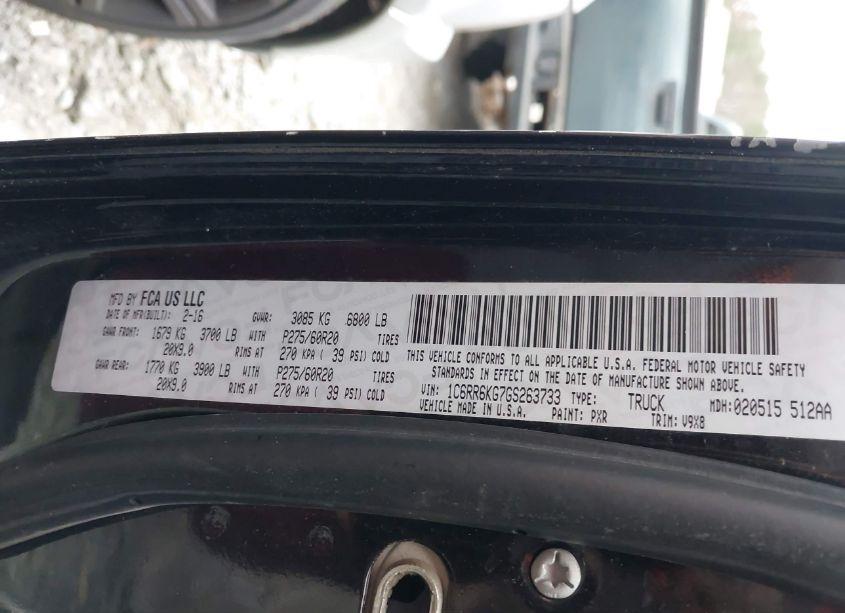 MFD BY FCA US LLC
DATE OF MFR(BUILT): 2-16 GVWR: 3085 KG 6800 LB
GAWR FRONT: 1679 KG 3700 LB WITH P275/60R20 TIRES
20X9.0 RIMS AT 270 KPA ( 39 PSI) COLD
GAWR REAR: 1770 KG 3900 LB WITH P275/60R20 TIRES
20X9.0 RIMS AT 270 KPA ( 39 PSI) COLD
THIS VEHICLE CONFORMS TO ALL APPLICABLE U.S.A. FEDERAL MOTOR VEHICLE SAFETY
STANDARDS IN EFFECT ON THE DATE OF MANUFACTURE SHOWN ABOVE.
VIN: 1C6RR6KG7GS263733 TYPE: TRUCK MDH:020515 512AA
VEHICLE MADE IN U.S.A. PAINT: PXR TRIM: V9X8